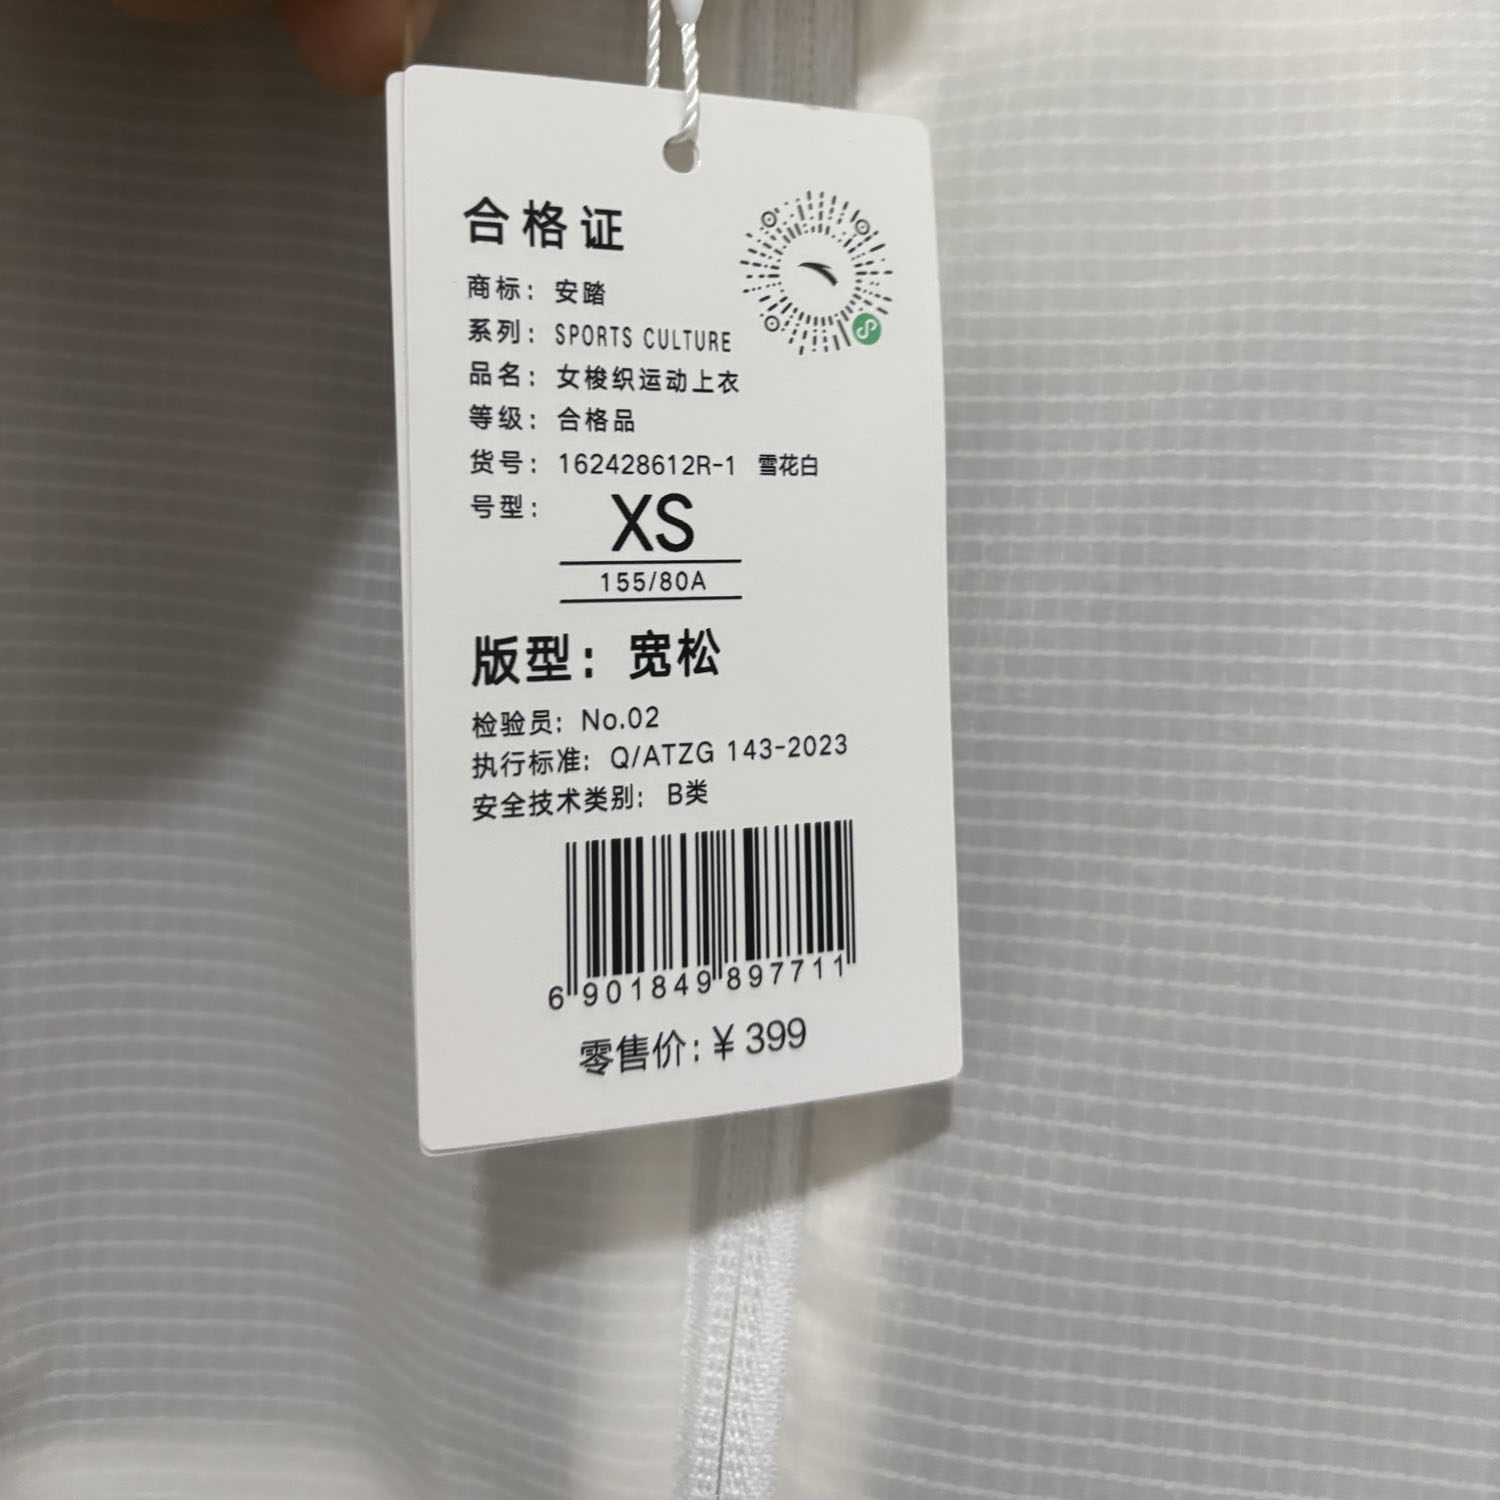 合格证
商标：安踏
系列：SPORTS CULTURE
品名：女梭织运动上衣
等级：合格品
货号：162428612R-1 雪花白
号型：XS
155/80A
版型：宽松
检验员：No.02
执行标准：Q/ATZG 143-2023
安全技术类别：B类
6 901849 897711
零售价：¥ 399